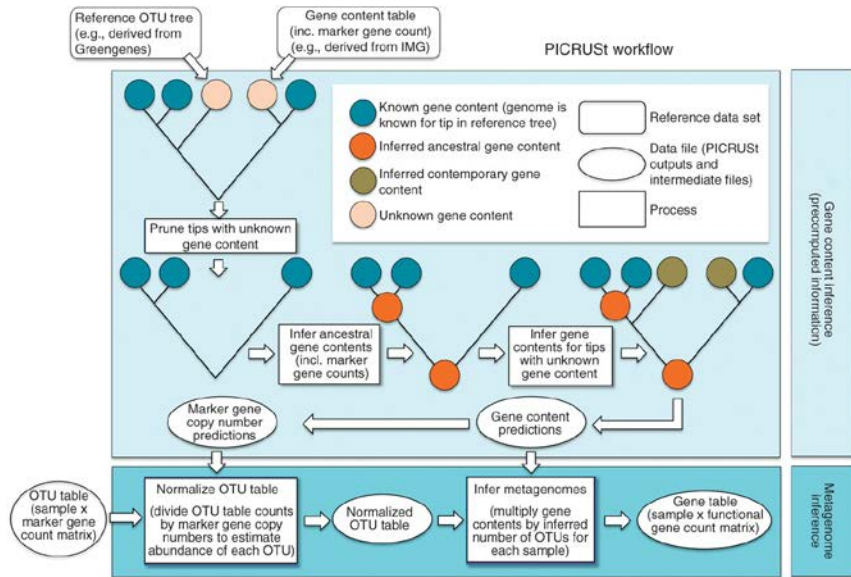 Reference OTU tree
(e.g., derived from
Greengenes)
Gene content table
(inc. marker gene count)
(e.g., derived from IMG)
PICRUSt workflow
Known gene content (genome is
known for tip in reference tree)
Inferred ancestral gene content
Inferred contemporary gene
content
Unknown gene content
Reference data set
Data file (PICRUSt
outputs and
intermediate files)
Process
Prune tips with unknown
gene content
Infer ancestral
gene contents
(incl. marker
gene counts)
Infer gene
contents for tips
with unknown
gene content
Gene content inference
(precomputed information)
Marker gene
copy number
predictions
Gene content
predictions
OTU table
(sample x
marker gene
count matrix)
Normalize OTU table
(divide OTU table counts
by marker gene copy
numbers to estimate
abundance of each OTU)
Normalized
OTU table
Infer metagenomes
(multiply gene
contents by inferred
number of OTUs for
each sample)
Gene table
(sample x functional
gene count matrix)
Metagenome
inference